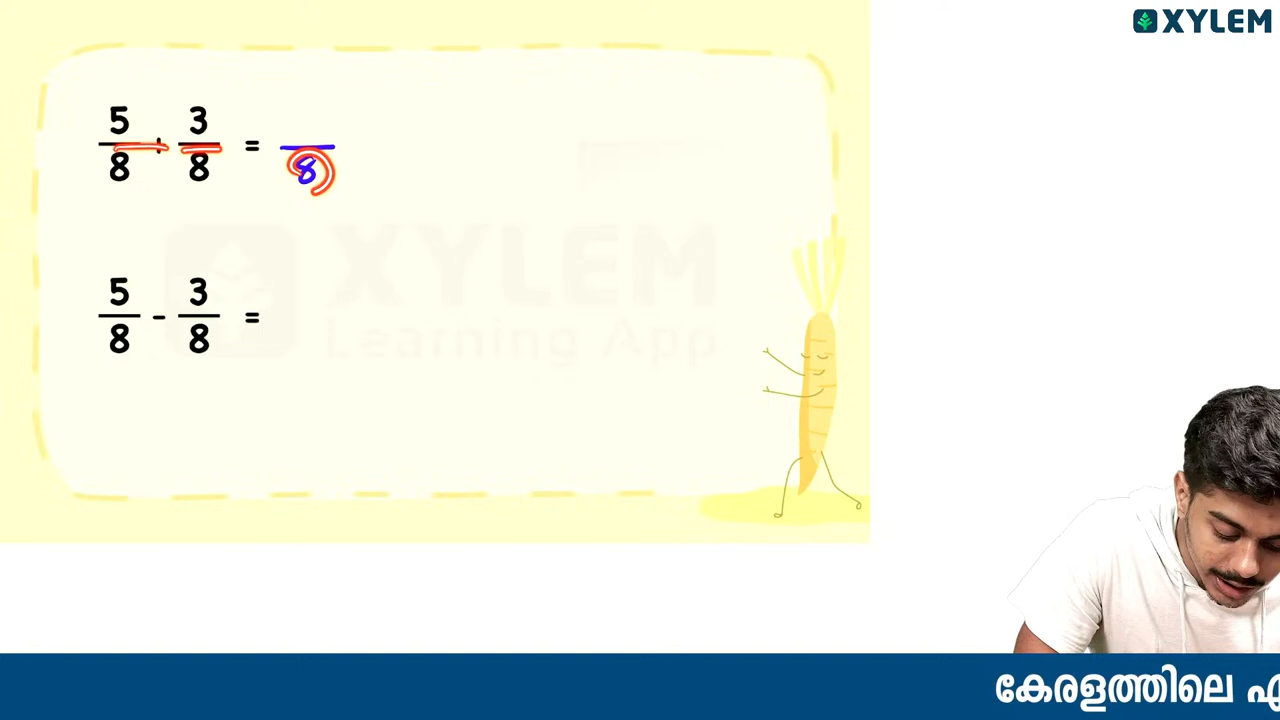 XYLEM
5/8 + 3/8 = /8
XYLEM
Learning App
5/8 - 3/8 =
കേരളത്തിലെ